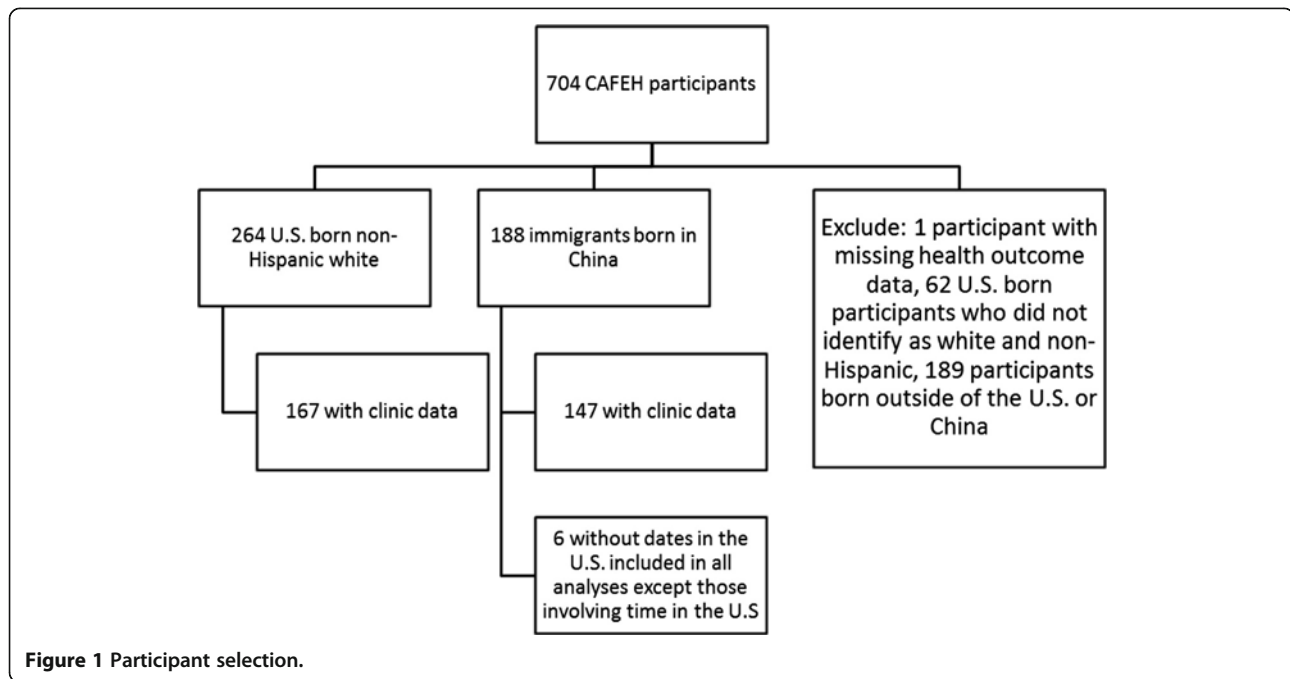 704 CAFEH participants
264 U.S. born non-
Hispanic white
188 immigrants born in
China
Exclude: 1 participant with
missing health outcome
data, 62 U.S. born
participants who did not
identify as white and non-
Hispanic, 189 participants
born outside of the U.S. or
China
167 with clinic data
147 with clinic data
6 without dates in the
U.S. included in all
analyses except those
involving time in the U.S
Figure 1 Participant selection.